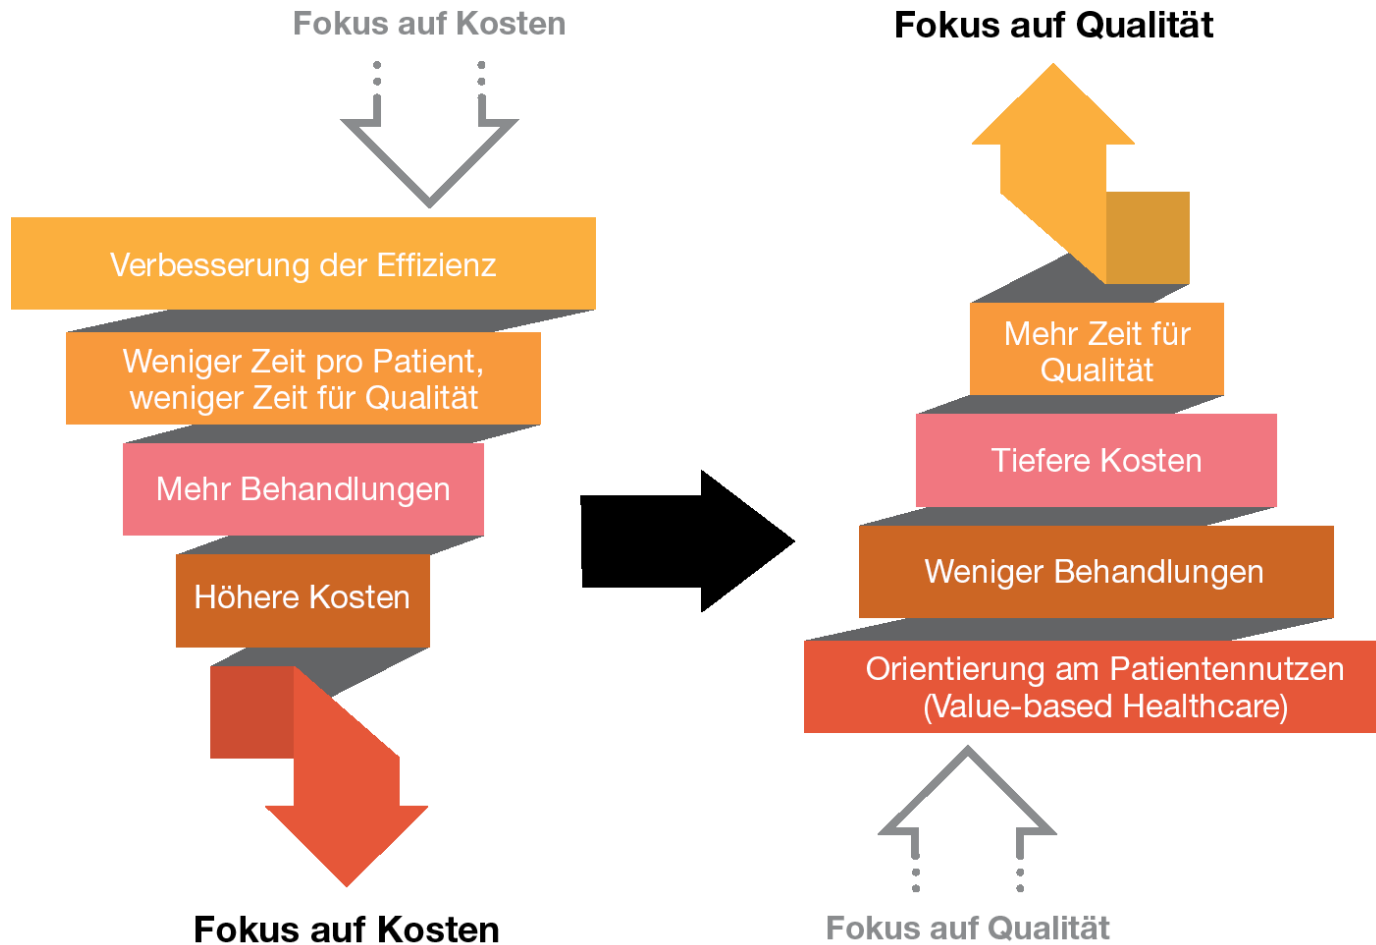 Fokus auf Kosten
Verbesserung der Effizienz
Weniger Zeit pro Patient,
weniger Zeit für Qualität
Mehr Behandlungen
Höhere Kosten
Fokus auf Kosten
Fokus auf Qualität
Mehr Zeit für
Qualität
Tiefere Kosten
Weniger Behandlungen
Orientierung am Patientennutzen
(Value-based Healthcare)
Fokus auf Qualität